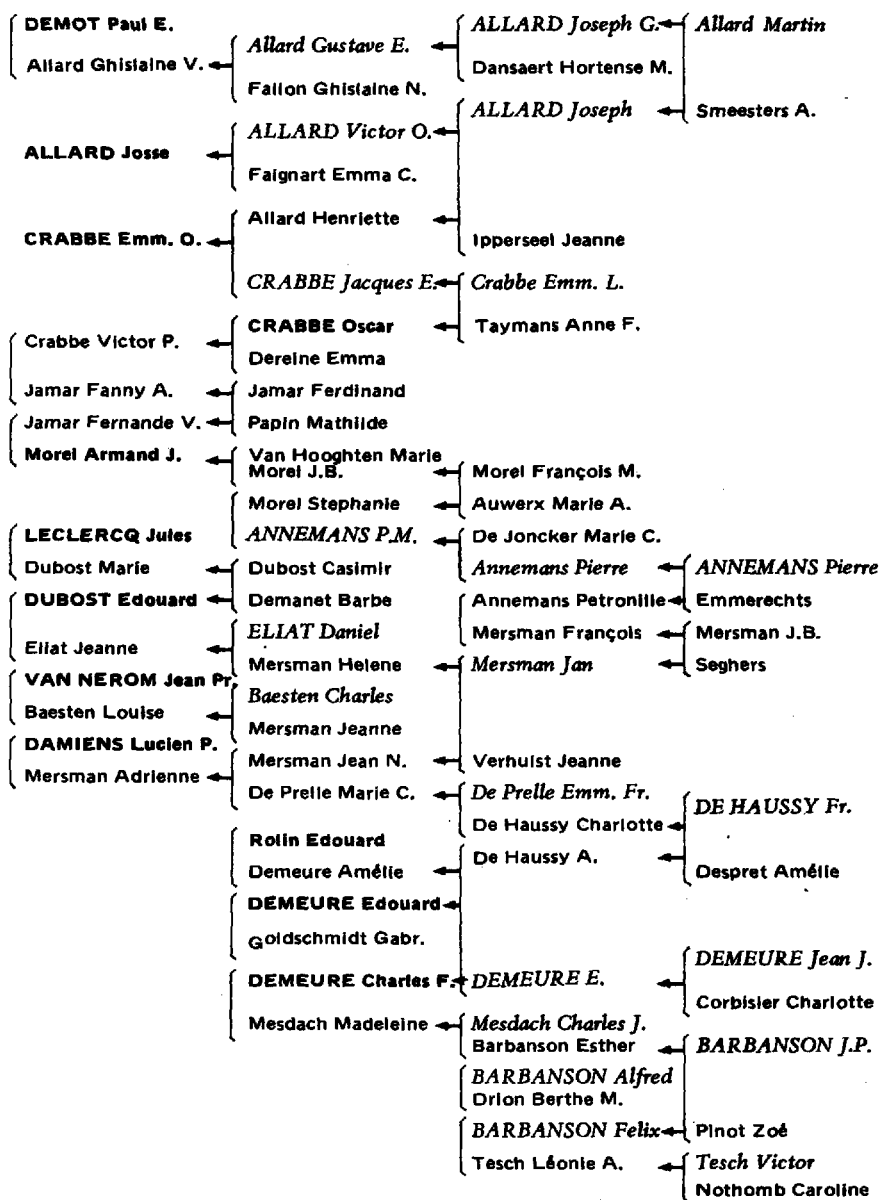 DEMOT Paul E. ALLARD Joseph G. Allard Martin
Allard Gustave E.
Allard Ghislaine V. Dansaert Hortense M.
Fallon Ghislaine N.
ALLARD Joseph Smeesters A.
ALLARD Victor O.
ALLARD Josse
Faignart Emma C.
Allard Henriette
CRABBE Emm. O. Ipperseel Jeanne
CRABBE Jacques E. Crabbe Emm. L.
CRABBE Oscar Taymans Anne F.
Crabbe Victor P.
Dereine Emma
Jamar Fanny A. Jamar Ferdinand
Jamar Fernande V. Papin Mathilde
Morel Armand J. Van Hooghten Marie
Morel J.B. Morel François M.
Morel Stephanie Auwerx Marie A.
LECLERCQ Jules ANNEMANS P.M. De Joncker Marie C.
Dubost Marie Dubost Casimir Annemans Pierre ANNEMANS Pierre
DUBOST Edouard Demanet Barbe Annemans Petronille Emmerechts
ELIAT Daniel Mersman François Mersman J.B.
Eliat Jeanne
Mersman Helene Mersman Jan Seghers
VAN NEROM Jean Pr.
Baesten Charles
Baesten Louise
Mersman Jeanne
DAMIENS Lucien P.
Mersman Jean N. Verhulst Jeanne
Mersman Adrienne
De Prelle Marie C. De Prelle Emm. Fr.
DE HAUSSY Fr.
De Haussy Charlotte
Rolin Edouard
De Haussy A.
Demeure Amélie Despret Amélie
DEMEURE Edouard
Goldschmidt Gabr.
DEMEURE Jean J.
DEMEURE Charles F. DEMEURE E.
Corbisier Charlotte
Mesdach Madeleine Mesdach Charles J.
Barbanson Esther BARBANSON J.P.
BARBANSON Alfred
Drion Berthe M.
BARBANSON Felix Pinot Zoé
Tesch Léonie A. Tesch Victor
Nothomb Caroline